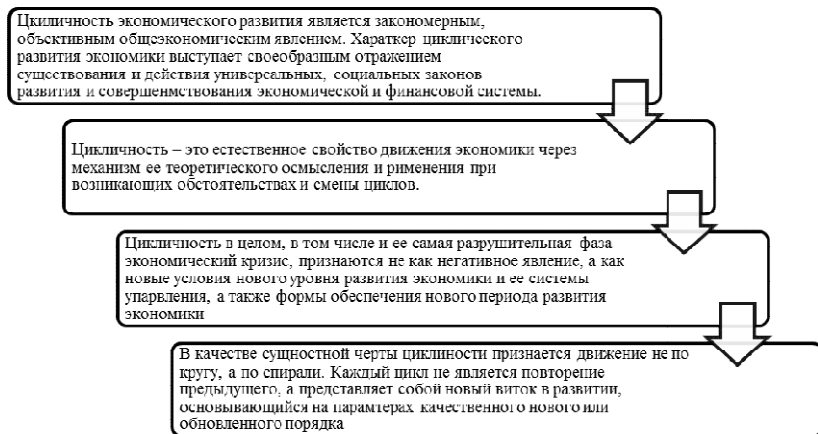 Цкиличность экономического развития является закономерным,
объективным общеэкономическим явлением. Хараткер циклического
развития экономики выступает своеобразным отражением
существования и действия универсальных, социальных законов
развития и совершенмствования экономической и финансовой системы.
Цикличность – это естественное свойство движения экономики через
механизм ее теоретического осмысления и рименения при
возникающих обстоятельствах и смены циклов.
Цикличность в целом, в том числе и ее самая разрушительная фаза
экономический кризис, признаются не как негативное явление, а как
новые условия нового уровня развития экономики и ее системы
упарвления, а также формы обеспечения нового периода развития
экономики
В качестве сущностной черты циклиности признается движение не по
кругу, а по спирали. Каждый цикл не является повторение
предыдущего, а представляет собой новый виток в развитии,
основывающийся на парамтерах качественного нового или
обновленного порядка